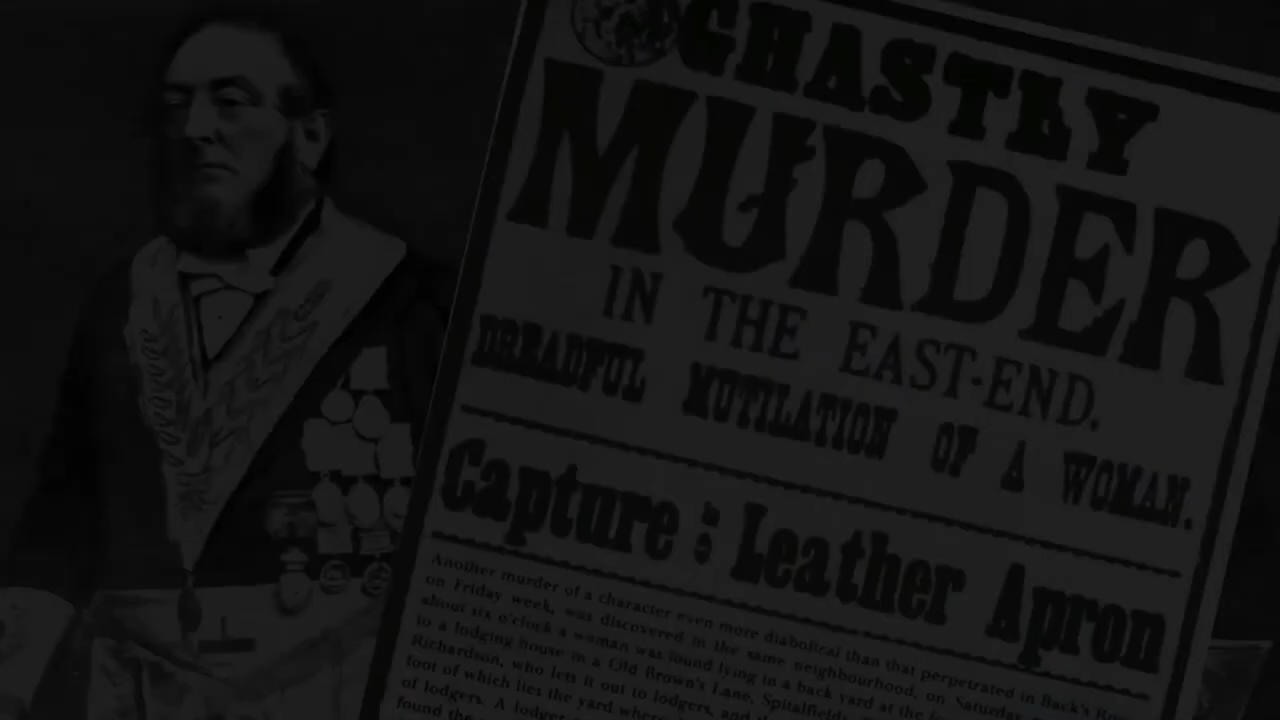 GHASTLY
MURDER
IN THE EAST-END.
DREADFUL MUTILATION OF A WOMAN.
Capture : Leather Apron
Another murder of a character even more diabolical than that perpetrated in Back's
on Friday week, was discovered in the same neighbourhood, on Saturday
about six o'clock a woman was found lying in a back yard at the
to a lodging house in a Old Brown's Lane, Spitalfields.
Richardson, who lets it out to lodgers, and the
foot of which lies the yard where
of lodgers. A lodger
found the